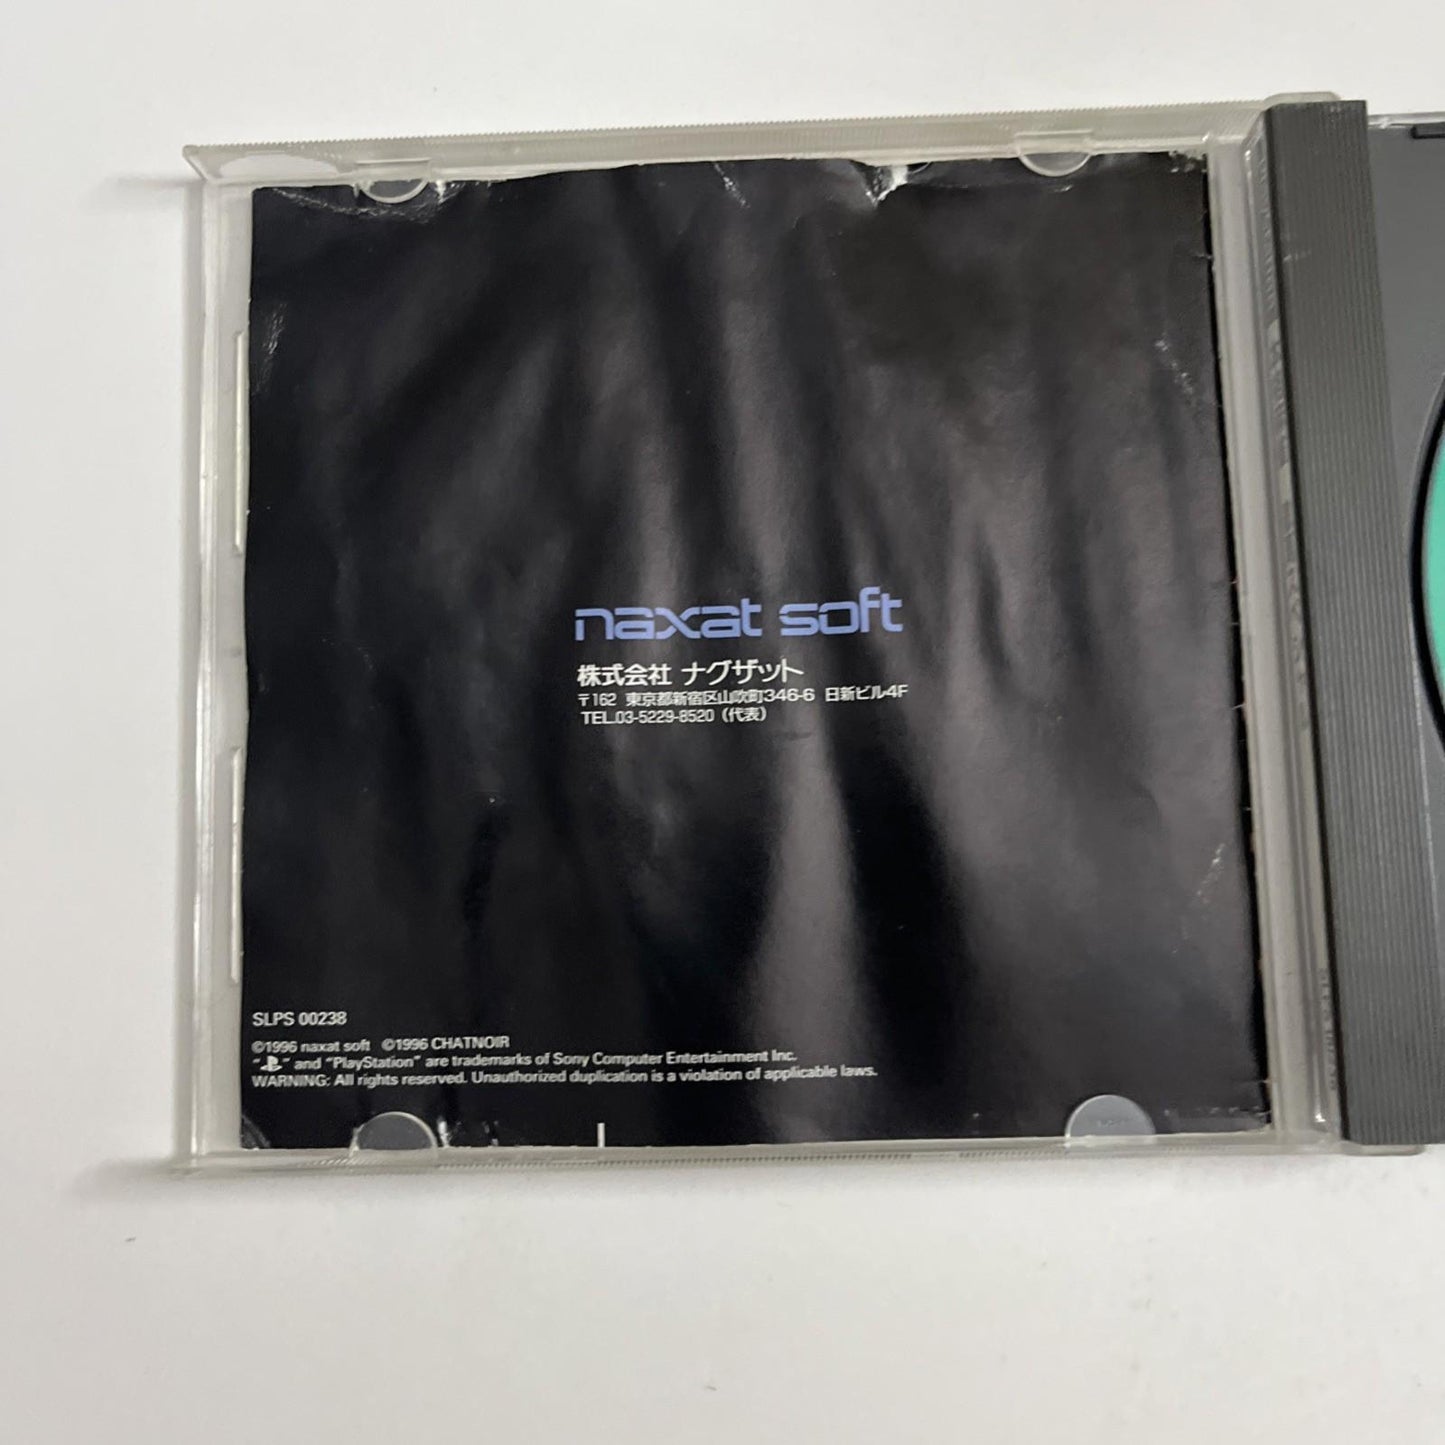 naxat soft
株式会社 ナグザット
〒162 東京都新宿区山吹町346-6 日新ビル4F
TEL.03-5229-8520 (代表)
SLPS 00238
©1996 naxat soft ©1996 CHATNOIR
" " and "PlayStation" are trademarks of Sony Computer Entertainment Inc.
WARNING: All rights reserved. Unauthorized duplication is a violation of applicable laws.